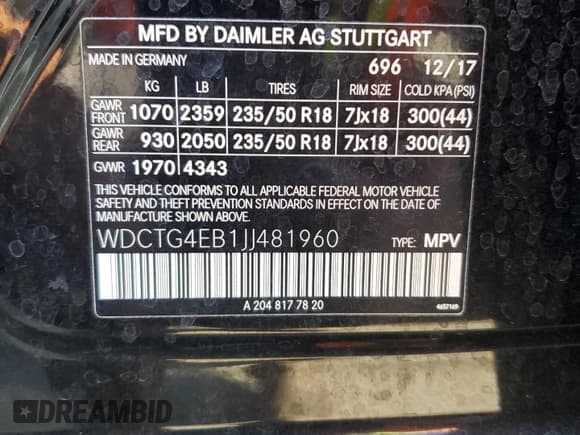 MFD BY DAIMLER AG STUTTGART
MADE IN GERMANY 696 12/17
KG LB TIRES RIM SIZE COLD KPA (PSI)
GAWR FRONT 1070 2359 235/50 R18 7Jx18 300(44)
GAWR REAR 930 2050 235/50 R18 7Jx18 300(44)
GVWR 1970 4343
THIS VEHICLE CONFORMS TO ALL APPLICABLE FEDERAL MOTOR VEHICLE
SAFETY AND THEFT PREVENTION STANDARDS IN EFFECT ON THE DATE
OF MANUFACTURE SHOWN ABOVE.
WDCTG4EB1JJ481960 TYPE: MPV
A 204 817 78 20
DREAMBID